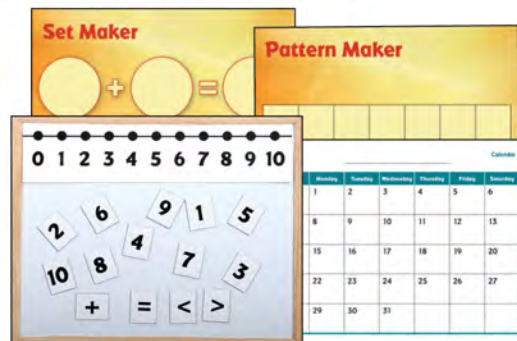 Set Maker
+ =
Pattern Maker
0 1 2 3 4 5 6 7 8 9 10
2 6 9 1 5
4
10 8 7 3
+ = < >
Calendar
Monday Tuesday Wednesday Thursday Friday Saturday
1 2 3 4 5 6
8 9 10 11 12 13
15 16 17 18 19 20
22 23 24 25 26 27
29 30 31